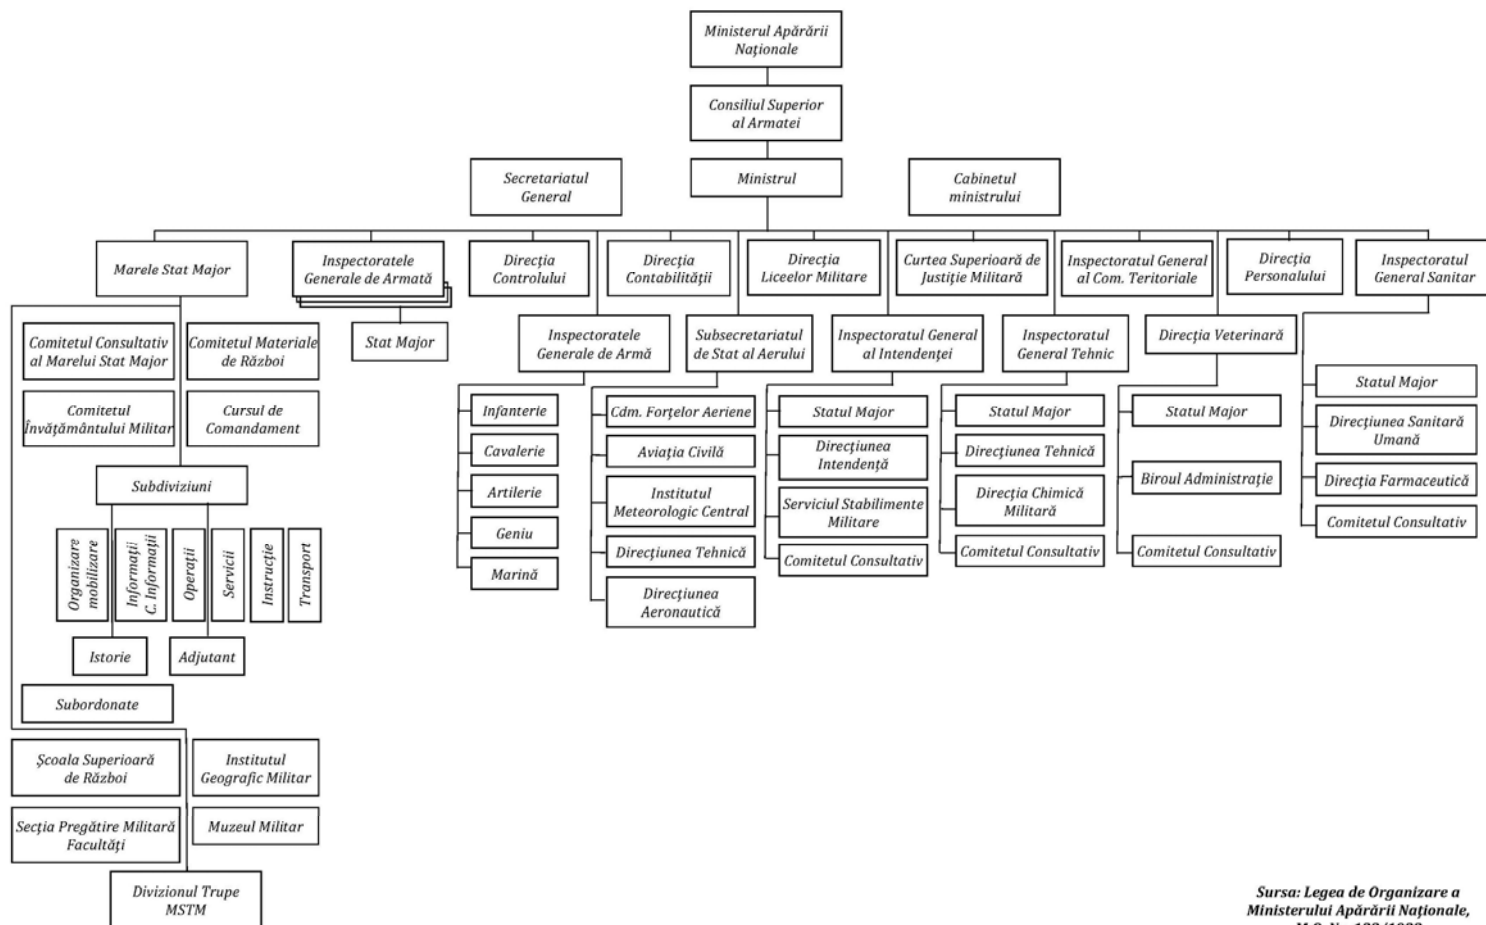 Ministerul Apărării
Naționale
Consiliul Superior
al Armatei
Secretariatul
General
Ministrul
Cabinetul
ministrului
Marele Stat Major
Inspectoratele
Generale de Armată
Direcția
Controlului
Direcția
Contabilității
Direcția
Liceelor Militare
Curtea Superioară de
Justiție Militară
Inspectoratul General
al Com. Teritoriale
Direcția
Personalului
Inspectoratul
General Sanitar
Stat Major
Inspectoratele
Generale de Armă
Subsecretariatul
de Stat al Aerului
Inspectoratul General
al Intendenței
Inspectoratul
General Tehnic
Direcția Veterinară
Comitetul Consultativ
al Marelui Stat Major
Comitetul Materiale
de Război
Comitetul
Învățământului Militar
Cursul de
Comandament
Subdiviziuni
Organizare
mobilizare
Informații
C. Informații
Operații
Servicii
Instrucție
Transport
Istorie
Adjutant
Subordonate
Școala Superioară
de Război
Institutul
Geografic Militar
Secția Pregătire Militară
Facultăți
Muzeul Militar
Divizionul Trupe
MSTM
Infanterie
Cavalerie
Artilerie
Geniu
Marină
Cdm. Forțelor Aeriene
Aviația Civilă
Institutul
Meteorologic Central
Direcțiunea Tehnică
Direcțiunea
Aeronautică
Statul Major
Direcțiunea
Intendență
Serviciul Stabilimente
Militare
Comitetul Consultativ
Statul Major
Direcțiunea Tehnică
Direcția Chimică
Militară
Comitetul Consultativ
Statul Major
Biroul Administrație
Comitetul Consultativ
Statul Major
Direcțiunea Sanitară
Umană
Direcția Farmaceutică
Comitetul Consultativ
Sursa: Legea de Organizare a
Ministerului Apărării Naționale,